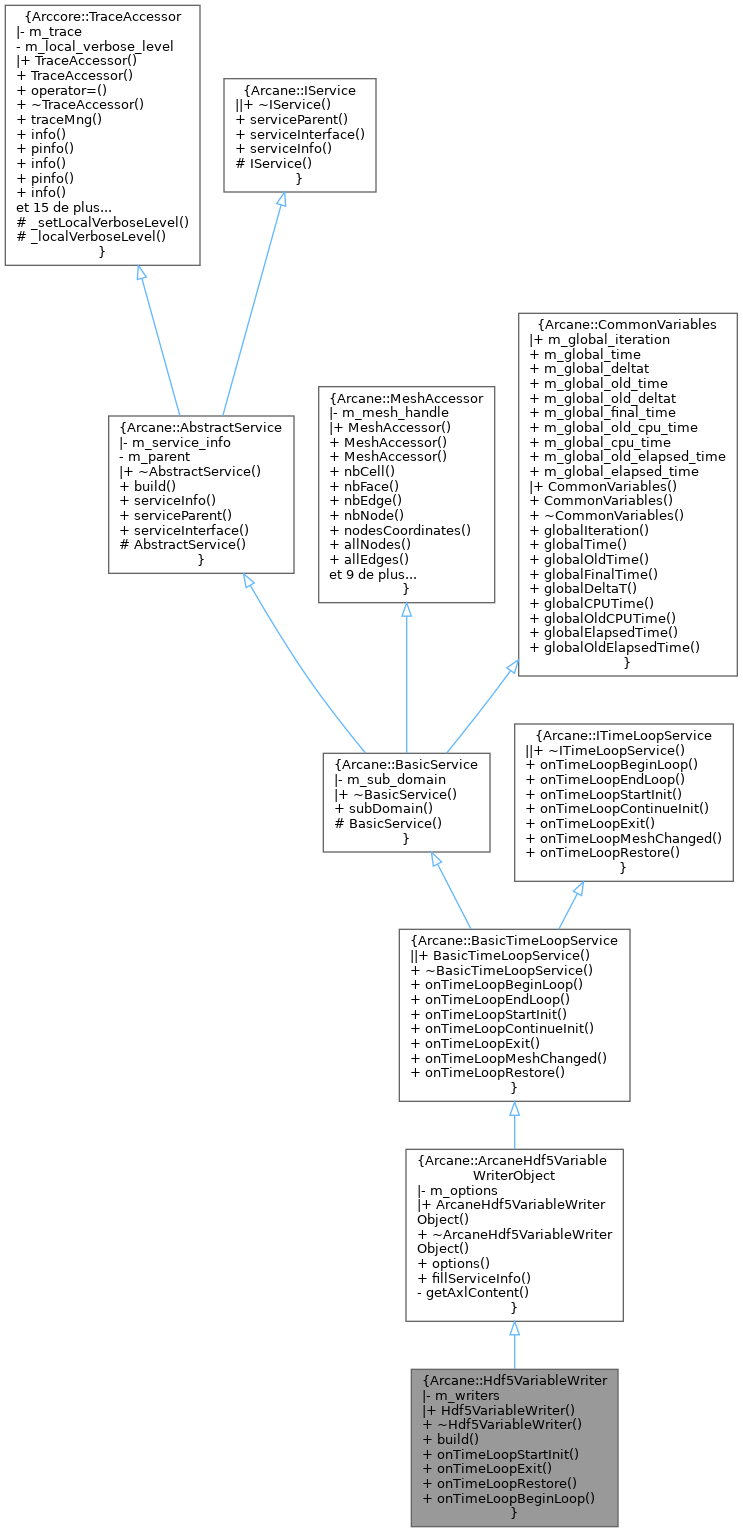 {Arccore::TraceAccessor
|- m_trace
- m_local_verbose_level
|+ TraceAccessor()
+ TraceAccessor()
+ operator=()
+ ~TraceAccessor()
+ traceMng()
+ info()
+ pinfo()
+ info()
+ pinfo()
+ info()
et 15 de plus...
# _setLocalVerboseLevel()
# _localVerboseLevel()
}
{Arcane::IService
||+ ~IService()
+ serviceParent()
+ serviceInterface()
+ serviceInfo()
# IService()
}
{Arcane::CommonVariables
|+ m_global_iteration
+ m_global_time
+ m_global_deltat
+ m_global_old_time
+ m_global_old_deltat
+ m_global_final_time
+ m_global_old_cpu_time
+ m_global_cpu_time
+ m_global_old_elapsed_time
+ m_global_elapsed_time
|+ CommonVariables()
+ CommonVariables()
+ ~CommonVariables()
+ globalIteration()
+ globalTime()
+ globalOldTime()
+ globalFinalTime()
+ globalDeltaT()
+ globalCPUTime()
+ globalOldCPUTime()
+ globalElapsedTime()
+ globalOldElapsedTime()
}
{Arcane::MeshAccessor
|- m_mesh_handle
|+ MeshAccessor()
+ MeshAccessor()
+ MeshAccessor()
+ nbCell()
+ nbFace()
+ nbEdge()
+ nbNode()
+ nodesCoordinates()
+ allNodes()
+ allEdges()
et 9 de plus...
}
{Arcane::AbstractService
|- m_service_info
- m_parent
|+ ~AbstractService()
+ build()
+ serviceInfo()
+ serviceParent()
+ serviceInterface()
# AbstractService()
}
{Arcane::BasicService
|- m_sub_domain
|+ ~BasicService()
+ subDomain()
# BasicService()
}
{Arcane::ITimeLoopService
||+ ~ITimeLoopService()
+ onTimeLoopBeginLoop()
+ onTimeLoopEndLoop()
+ onTimeLoopStartInit()
+ onTimeLoopContinueInit()
+ onTimeLoopExit()
+ onTimeLoopMeshChanged()
+ onTimeLoopRestore()
}
{Arcane::BasicTimeLoopService
||+ BasicTimeLoopService()
+ ~BasicTimeLoopService()
+ onTimeLoopBeginLoop()
+ onTimeLoopEndLoop()
+ onTimeLoopStartInit()
+ onTimeLoopContinueInit()
+ onTimeLoopExit()
+ onTimeLoopMeshChanged()
+ onTimeLoopRestore()
}
{Arcane::ArcaneHdf5Variable
WriterObject
|- m_options
|+ ArcaneHdf5VariableWriter
Object()
+ ~ArcaneHdf5VariableWriter
Object()
+ options()
+ fillServiceInfo()
- getAxlContent()
}
{Arcane::Hdf5VariableWriter
|- m_writers
|+ Hdf5VariableWriter()
+ ~Hdf5VariableWriter()
+ build()
+ onTimeLoopStartInit()
+ onTimeLoopExit()
+ onTimeLoopRestore()
+ onTimeLoopBeginLoop()
}